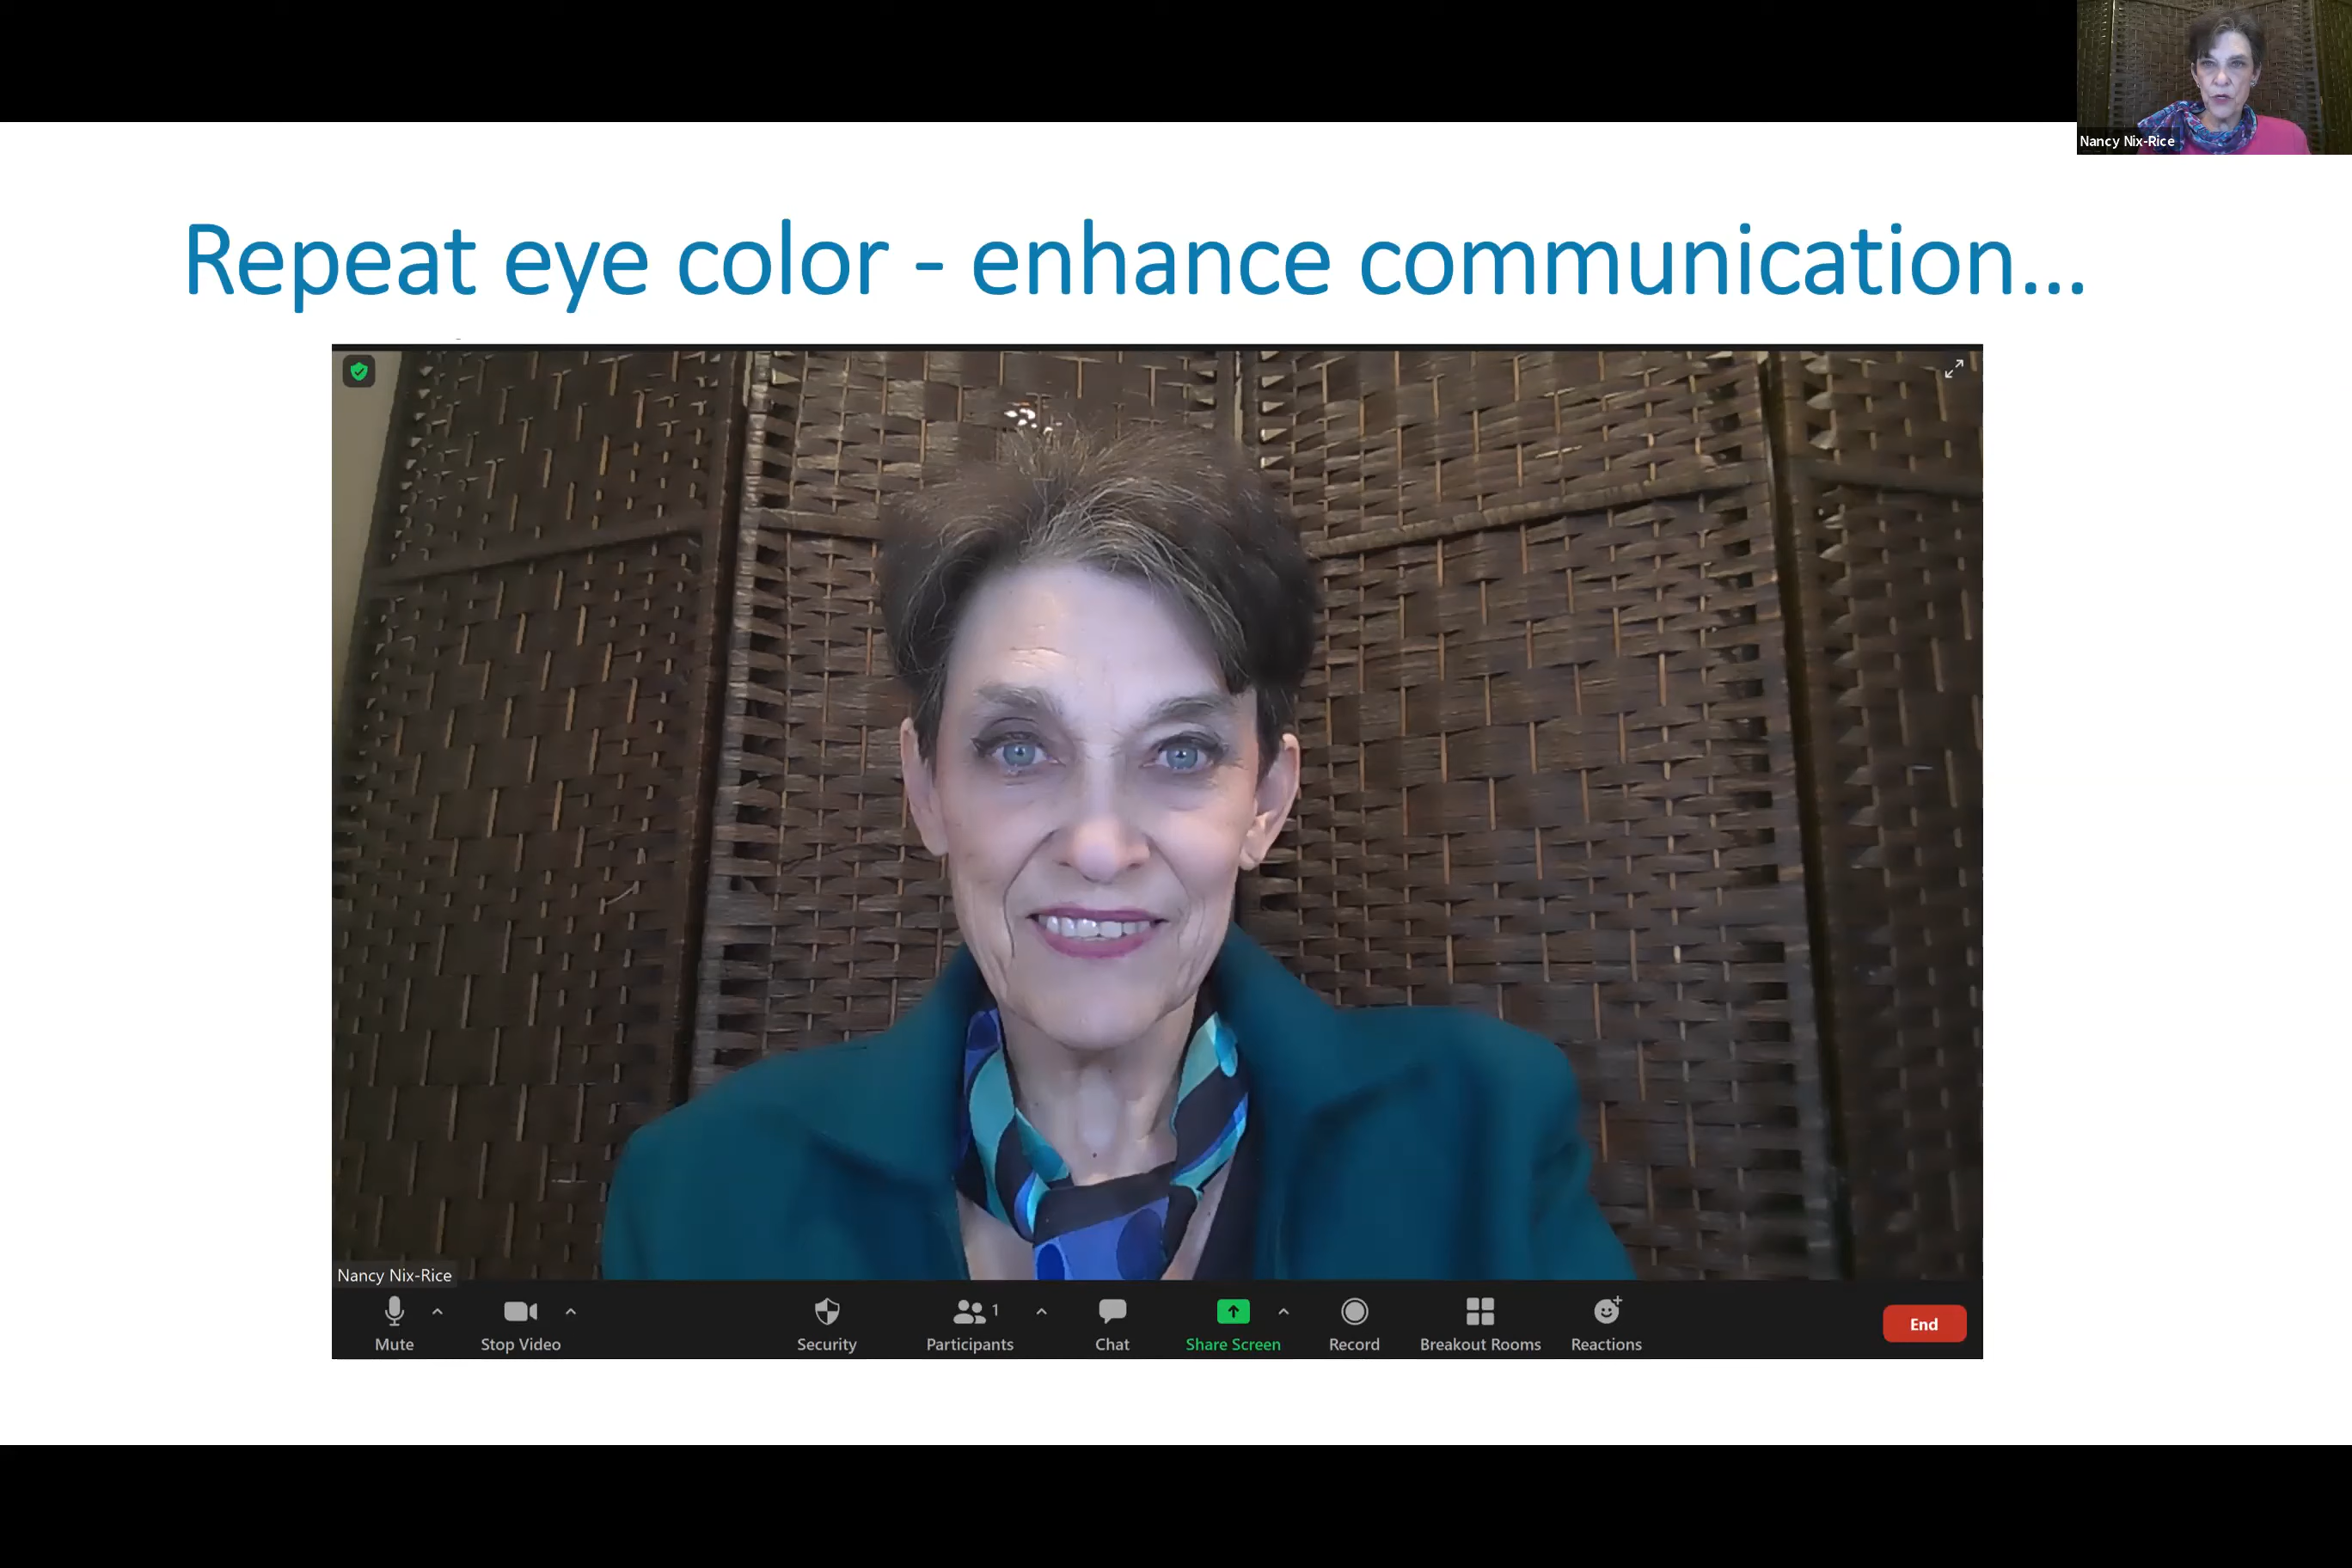 Nancy Nix-Rice
Repeat eye color - enhance communication...
Nancy Nix-Rice
1
Mute
Stop Video
Security
Participants
Chat
Share Screen
Record
Breakout Rooms
Reactions
End